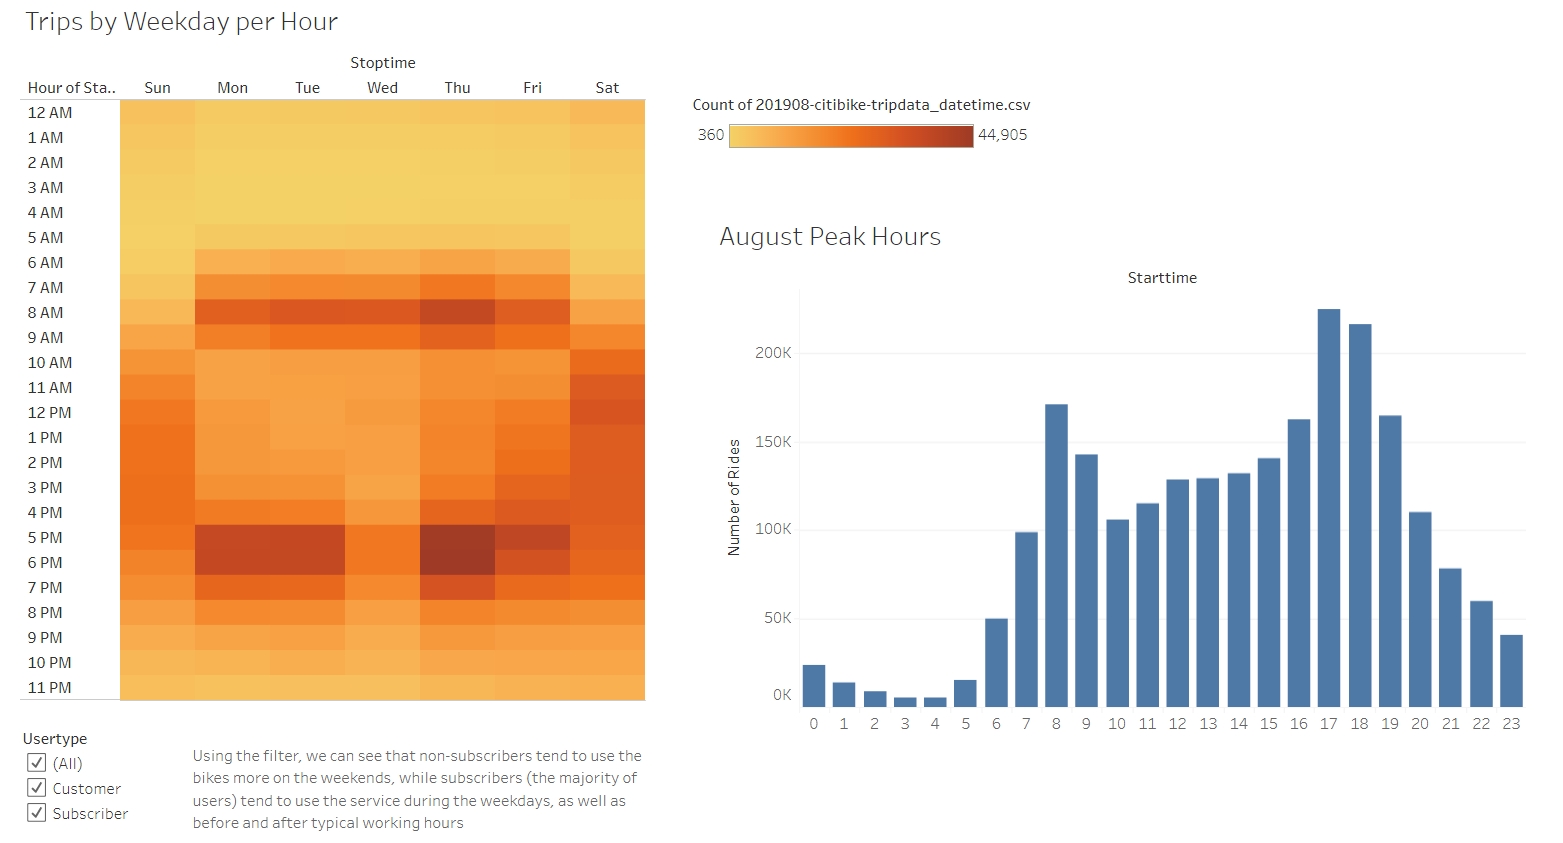 Trips by Weekday per Hour
Stoptime
Hour of Sta.. Sun Mon Tue Wed Thu Fri Sat
12 AM
1 AM
2 AM
3 AM
4 AM
5 AM
6 AM
7 AM
8 AM
9 AM
10 AM
11 AM
12 PM
1 PM
2 PM
3 PM
4 PM
5 PM
6 PM
7 PM
8 PM
9 PM
10 PM
11 PM
Usertype
(All)
Customer
Subscriber
Using the filter, we can see that non-subscribers tend to use the
bikes more on the weekends, while subscribers (the majority of
users) tend to use the service during the weekdays, as well as
before and after typical working hours
Count of 201908-citibike-tripdata_datetime.csv
360 44,905
August Peak Hours
Starttime
Number of Rides
200K
150K
100K
50K
0K
0 1 2 3 4 5 6 7 8 9 10 11 12 13 14 15 16 17 18 19 20 21 22 23